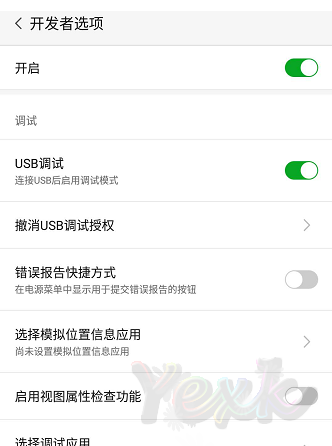 开发者选项
开启
调试
USB调试
连接USB后启用调试模式
撤消USB调试授权
错误报告快捷方式
在电源菜单中显示用于提交错误报告的按钮
选择模拟位置信息应用
尚未设置模拟位置信息应用
Yexk
启用视图属性检查功能
选择调试应用